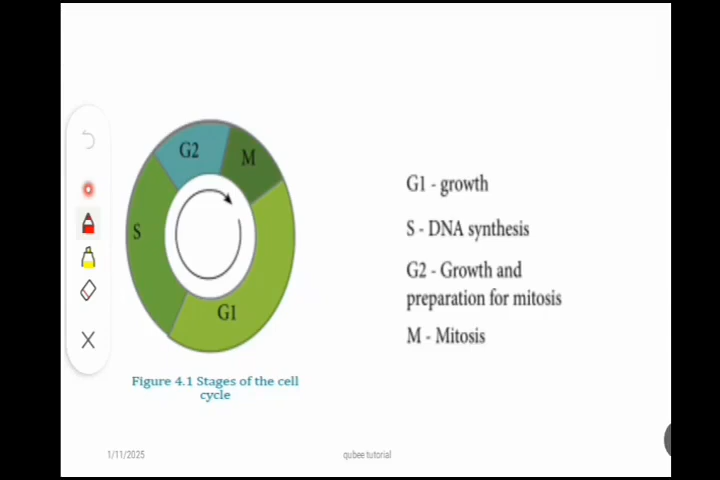 G2
M
S
G1
G1 - growth
S - DNA synthesis
G2 - Growth and
preparation for mitosis
M - Mitosis
Figure 4.1 Stages of the cell
cycle
1/11/2025
qubee tutorial